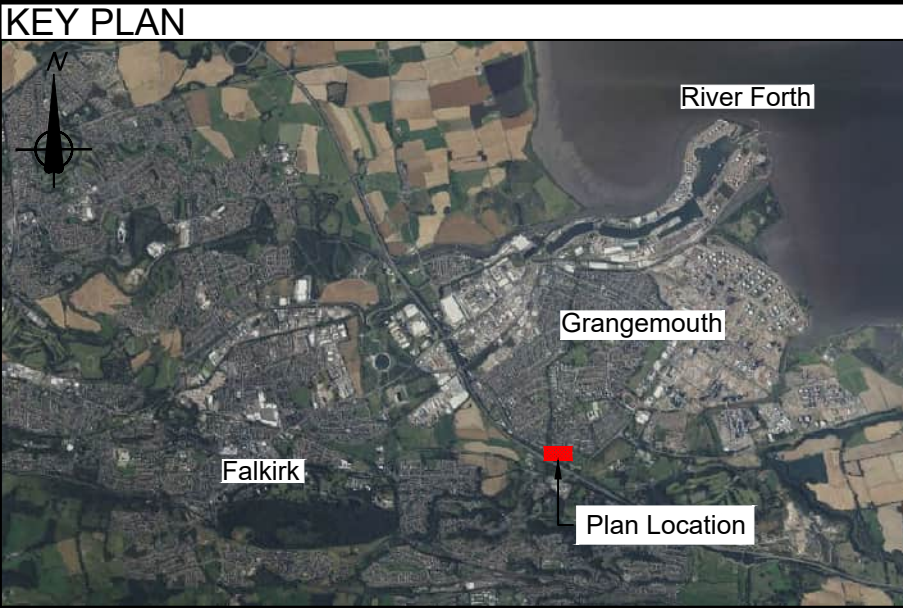 KEY PLAN
N
River Forth
Grangemouth
Falkirk
Plan Location